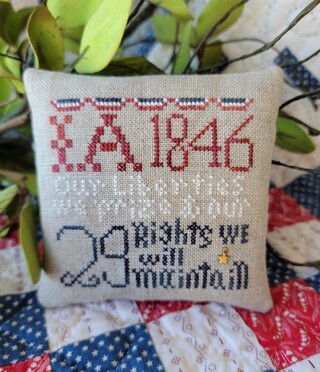 IA 1846
Our Liberties
we prize & our
29 Rights we
will
maintain